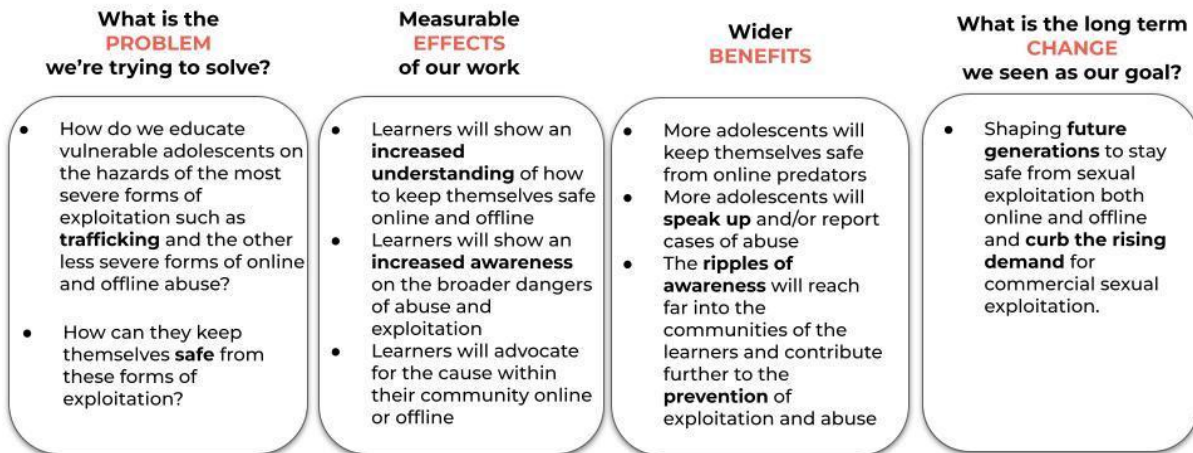 What is the
PROBLEM
we're trying to solve?
● How do we educate
vulnerable adolescents on
the hazards of the most
severe forms of
exploitation such as
trafficking and the other
less severe forms of online
and offline abuse?
● How can they keep
themselves safe from
these forms of
exploitation?
Measurable
EFFECTS
of our work
● Learners will show an
increased
understanding of how
to keep themselves safe
online and offline
● Learners will show an
increased awareness
on the broader dangers
of abuse and
exploitation
● Learners will advocate
for the cause within
their community online
or offline
Wider
BENEFITS
● More adolescents will
keep themselves safe
from online predators
● More adolescents will
speak up and/or report
cases of abuse
● The ripples of
awareness will reach
far into the
communities of the
learners and contribute
further to the
prevention of
exploitation and abuse
What is the long term
CHANGE
we seen as our goal?
● Shaping future
generations to stay
safe from sexual
exploitation both
online and offline
and curb the rising
demand for
commercial sexual
exploitation.